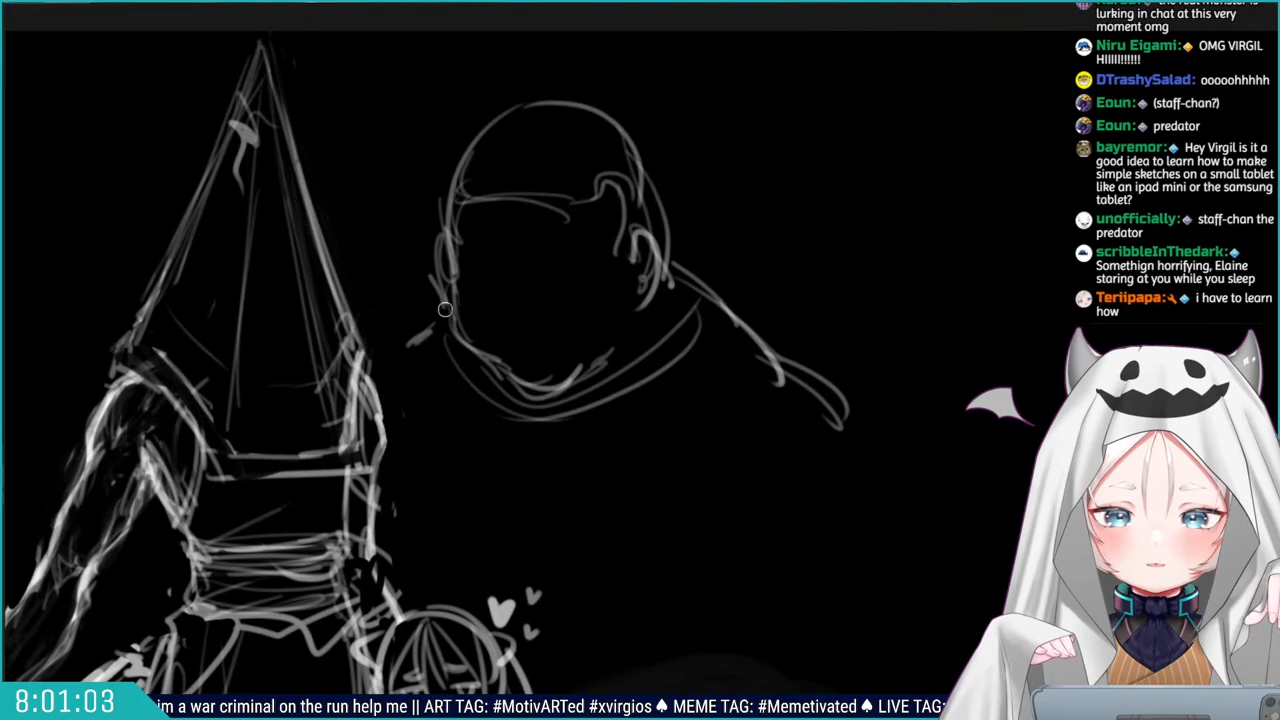 lurking in chat at this very
moment omg
Niru Eigami: OMG VIRGIL
HIIIII!!!!!!!
DTrashySalad: ooooohhhhh
Eoun: (staff-chan?)
Eoun: predator
bayremor: Hey Virgil is it a
good idea to learn how to make
simple sketches on a small tablet
like an ipad mini or the samsung
tablet?
unofficially: staff-chan the
predator
scribbleInThedark:
Somethign horrifying, Elaine
staring at you while you sleep
Teriipapa: i have to learn
how
8:01:03
im a war criminal on the run help me || ART TAG: #MotivARTed #xvirgios ♠ MEME TAG: #Memetivated ♠ LIVE TAG: